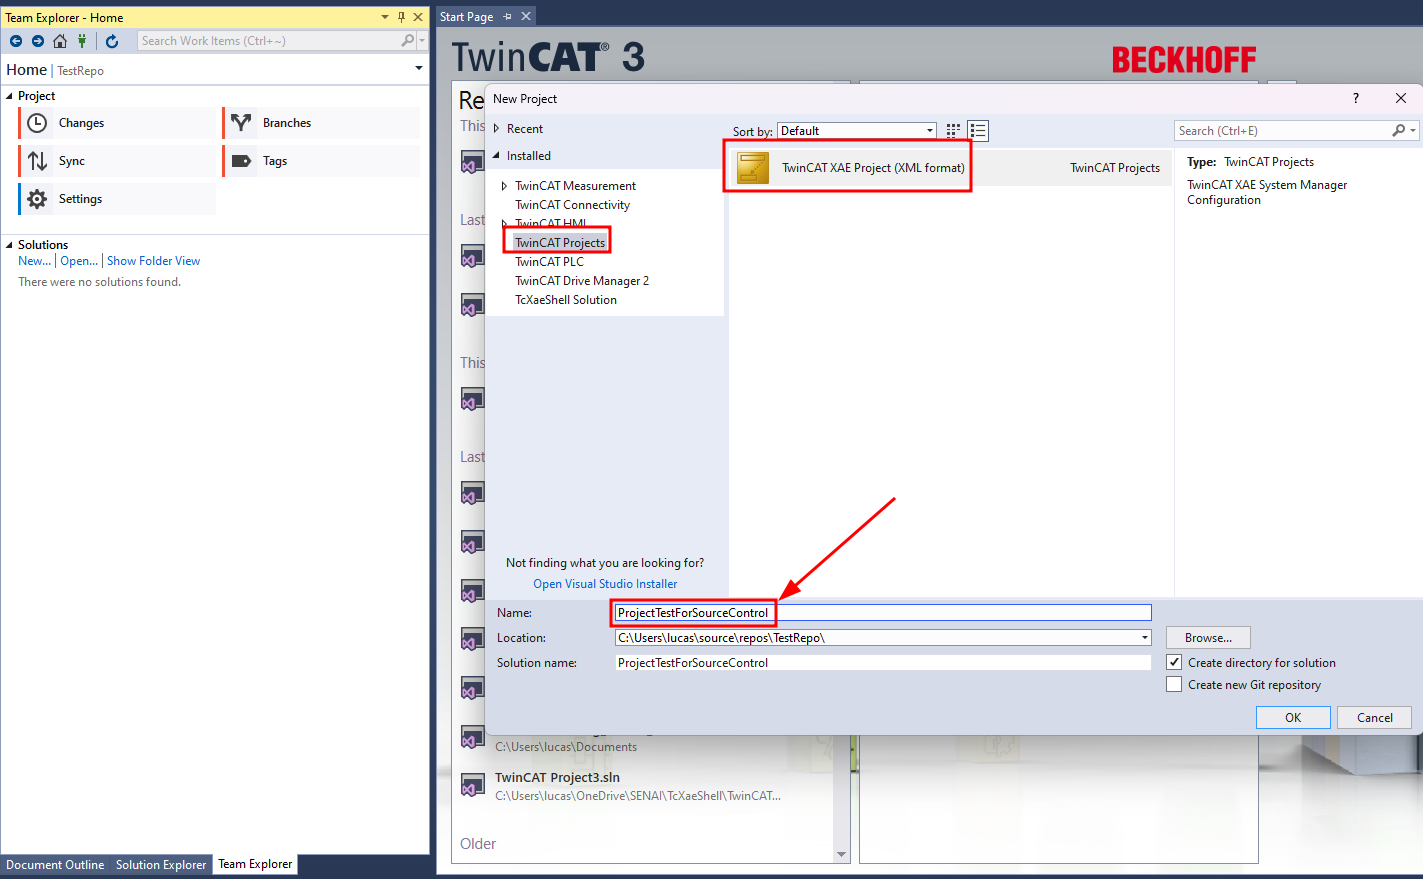 Team Explorer - Home
Search Work Items (Ctrl+~)
Home | TestRepo
Project
Changes
Branches
Sync
Tags
Settings
Solutions
New... | Open... | Show Folder View
There were no solutions found.
Document Outline
Solution Explorer
Team Explorer
Start Page
TwinCAT® 3
BECKHOFF
Re
This
Last
This
Last
C:\Users\lucas\Documents
TwinCAT Project3.sln
C:\Users\lucas\OneDrive\SENAI\TcXaeShell\TwinCAT...
Older
New Project
?
Recent
Installed
TwinCAT Measurement
TwinCAT Connectivity
TwinCAT HMI
TwinCAT Projects
TwinCAT PLC
TwinCAT Drive Manager 2
TcXaeShell Solution
Not finding what you are looking for?
Open Visual Studio Installer
Sort by: Default
TwinCAT XAE Project (XML format)
TwinCAT Projects
Search (Ctrl+E)
Type: TwinCAT Projects
TwinCAT XAE System Manager
Configuration
Name: ProjectTestForSourceControl
Location: C:\Users\lucas\source\repos\TestRepo\
Browse...
Solution name: ProjectTestForSourceControl
Create directory for solution
Create new Git repository
OK
Cancel